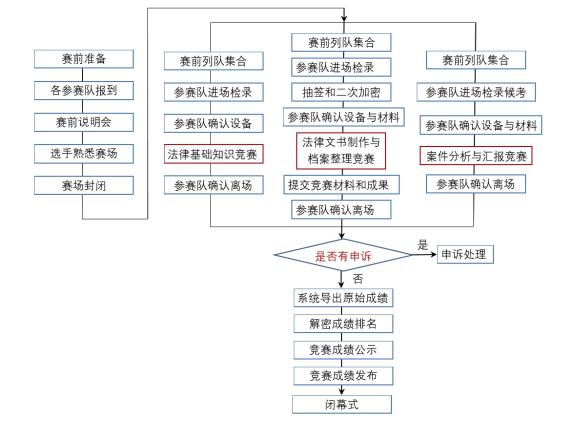 赛前准备
各参赛队报到
赛前说明会
选手熟悉赛场
赛场封闭
赛前列队集合
参赛队进场检录
参赛队确认设备
法律基础知识竞赛
参赛队确认离场
赛前列队集合
参赛队进场检录
抽签和二次加密
参赛队确认设备与材料
法律文书制作与
档案整理竞赛
提交竞赛材料和成果
参赛队确认离场
赛前列队集合
参赛队进场检录候考
参赛队确认设备与材料
案件分析与汇报竞赛
参赛队确认离场
是否有申诉
是
申诉处理
否
系统导出原始成绩
解密成绩排名
竞赛成绩公示
竞赛成绩发布
闭幕式